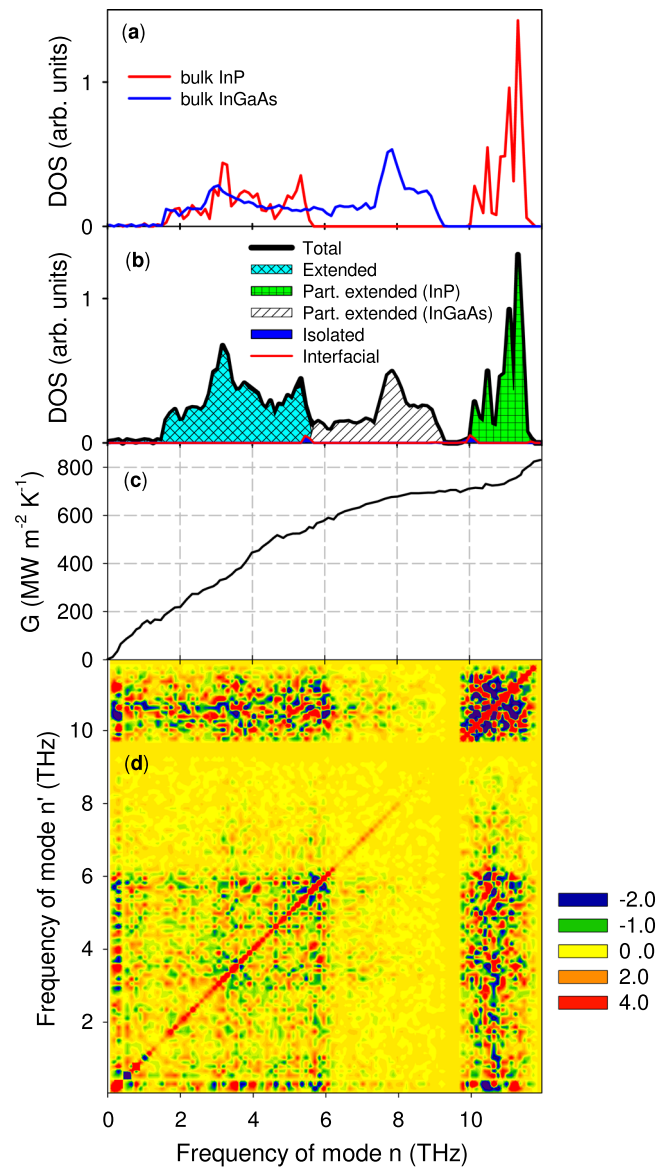 (a)
bulk InP
bulk InGaAs
DOS (arb. units)
1
0
(b)
Total
Extended
Part. extended (InP)
Part. extended (InGaAs)
Isolated
Interfacial
DOS (arb. units)
1
0
(c)
G (MW m-2 K-1)
800
600
400
200
0
(d)
Frequency of mode n' (THz)
10
8
6
4
2
-2.0
-1.0
0 .0
2.0
4.0
0 2 4 6 8 10
Frequency of mode n (THz)